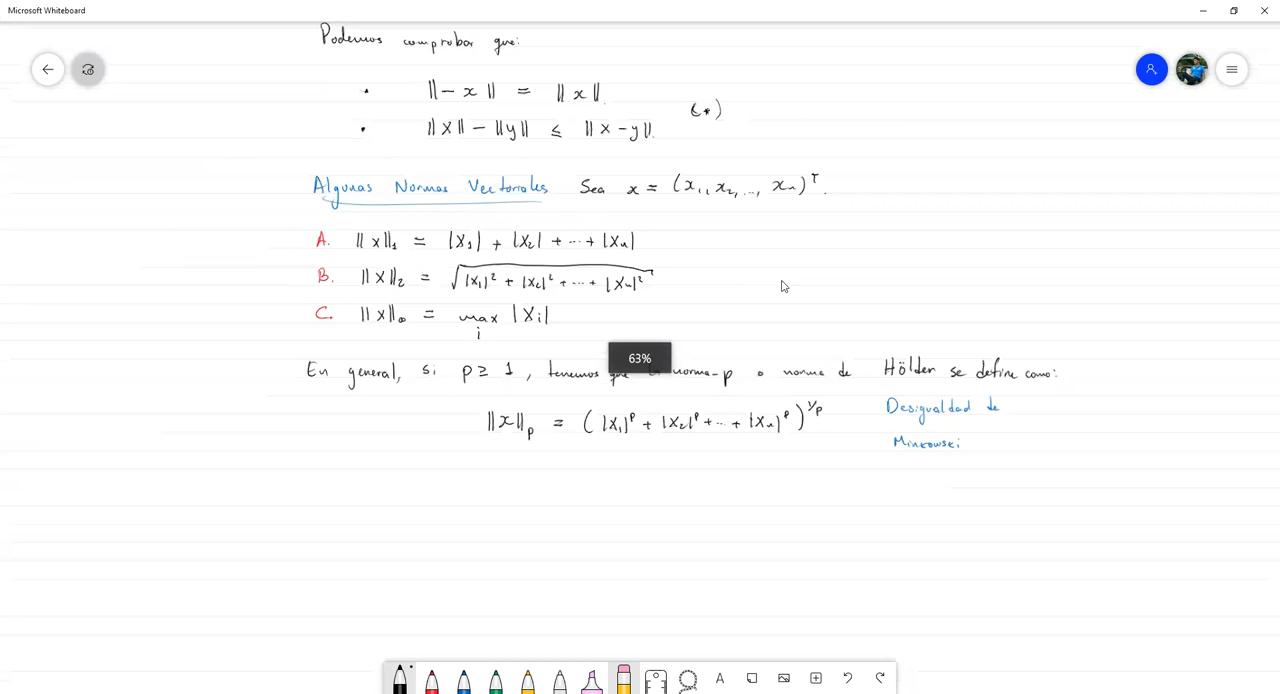 Microsoft Whiteboard
Podemos comprobar que:
• ||-x|| = ||x||.
• ||x|| - ||y|| ≤ ||x-y||. (*)
Algunas Normas Vectoriales Sea x = (x₁, x₂, ..., xₙ)ᵀ.
A. ||x||₁ = |x₁| + |x₂| + ... + |xₙ|
B. ||x||₂ = √(|x₁|² + |x₂|² + ... + |xₙ|²)
C. ||x||∞ = max |xᵢ|
i
63%
En general, si p ≥ 1, tenemos que la norma-p o norma de Hölder se define como:
||x||ₚ = (|x₁|ᵖ + |x₂|ᵖ + ... + |xₙ|ᵖ)^1/p
Desigualdad de
Minkowski
A